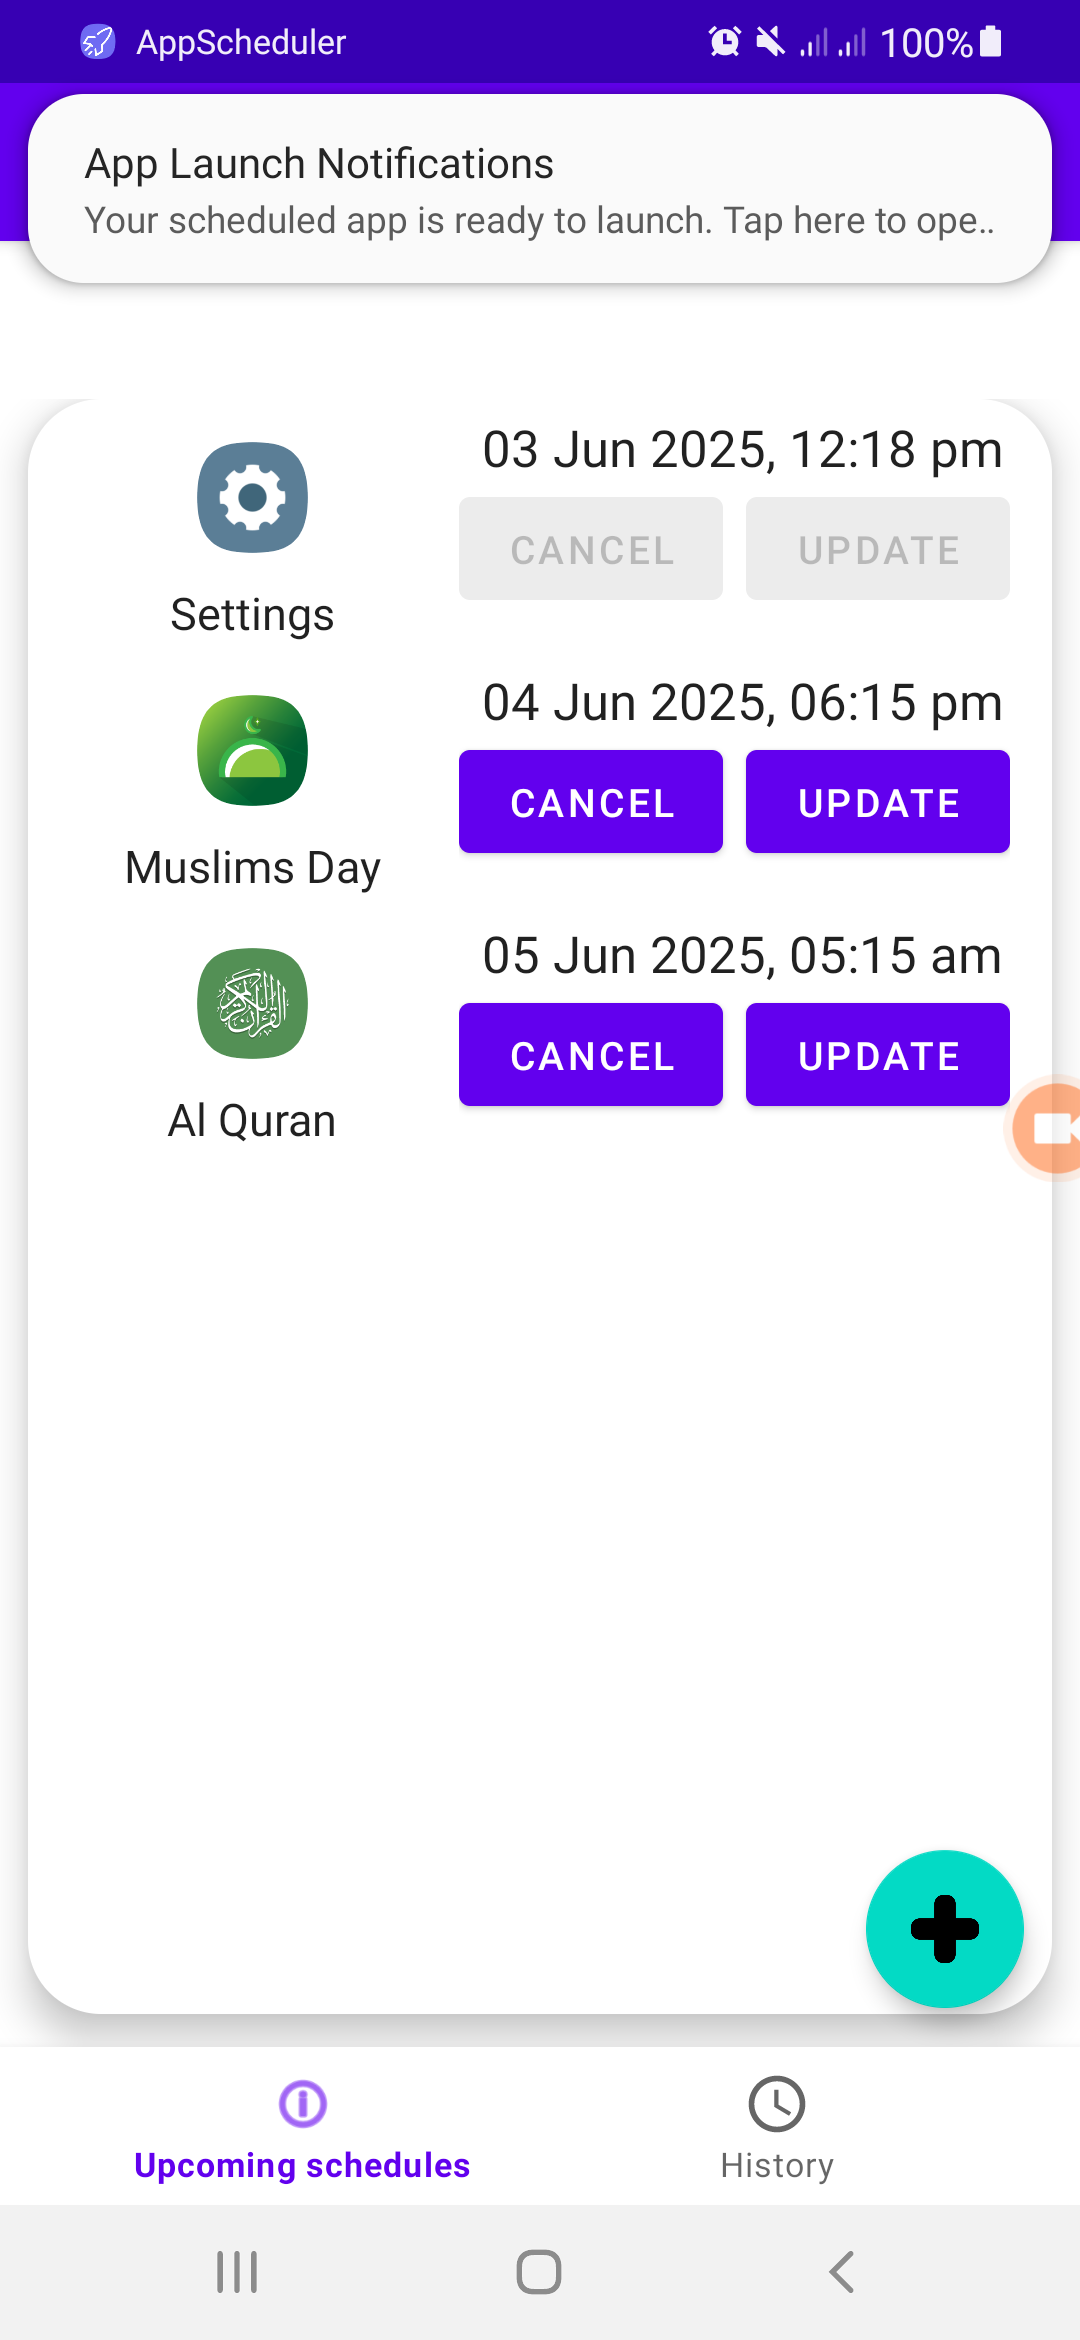 AppScheduler
100%
App Launch Notifications
Your scheduled app is ready to launch. Tap here to ope..
03 Jun 2025, 12:18 pm
CANCEL UPDATE
Settings
04 Jun 2025, 06:15 pm
CANCEL UPDATE
Muslims Day
05 Jun 2025, 05:15 am
CANCEL UPDATE
القرآن الكريم
Al Quran
Upcoming schedules
History